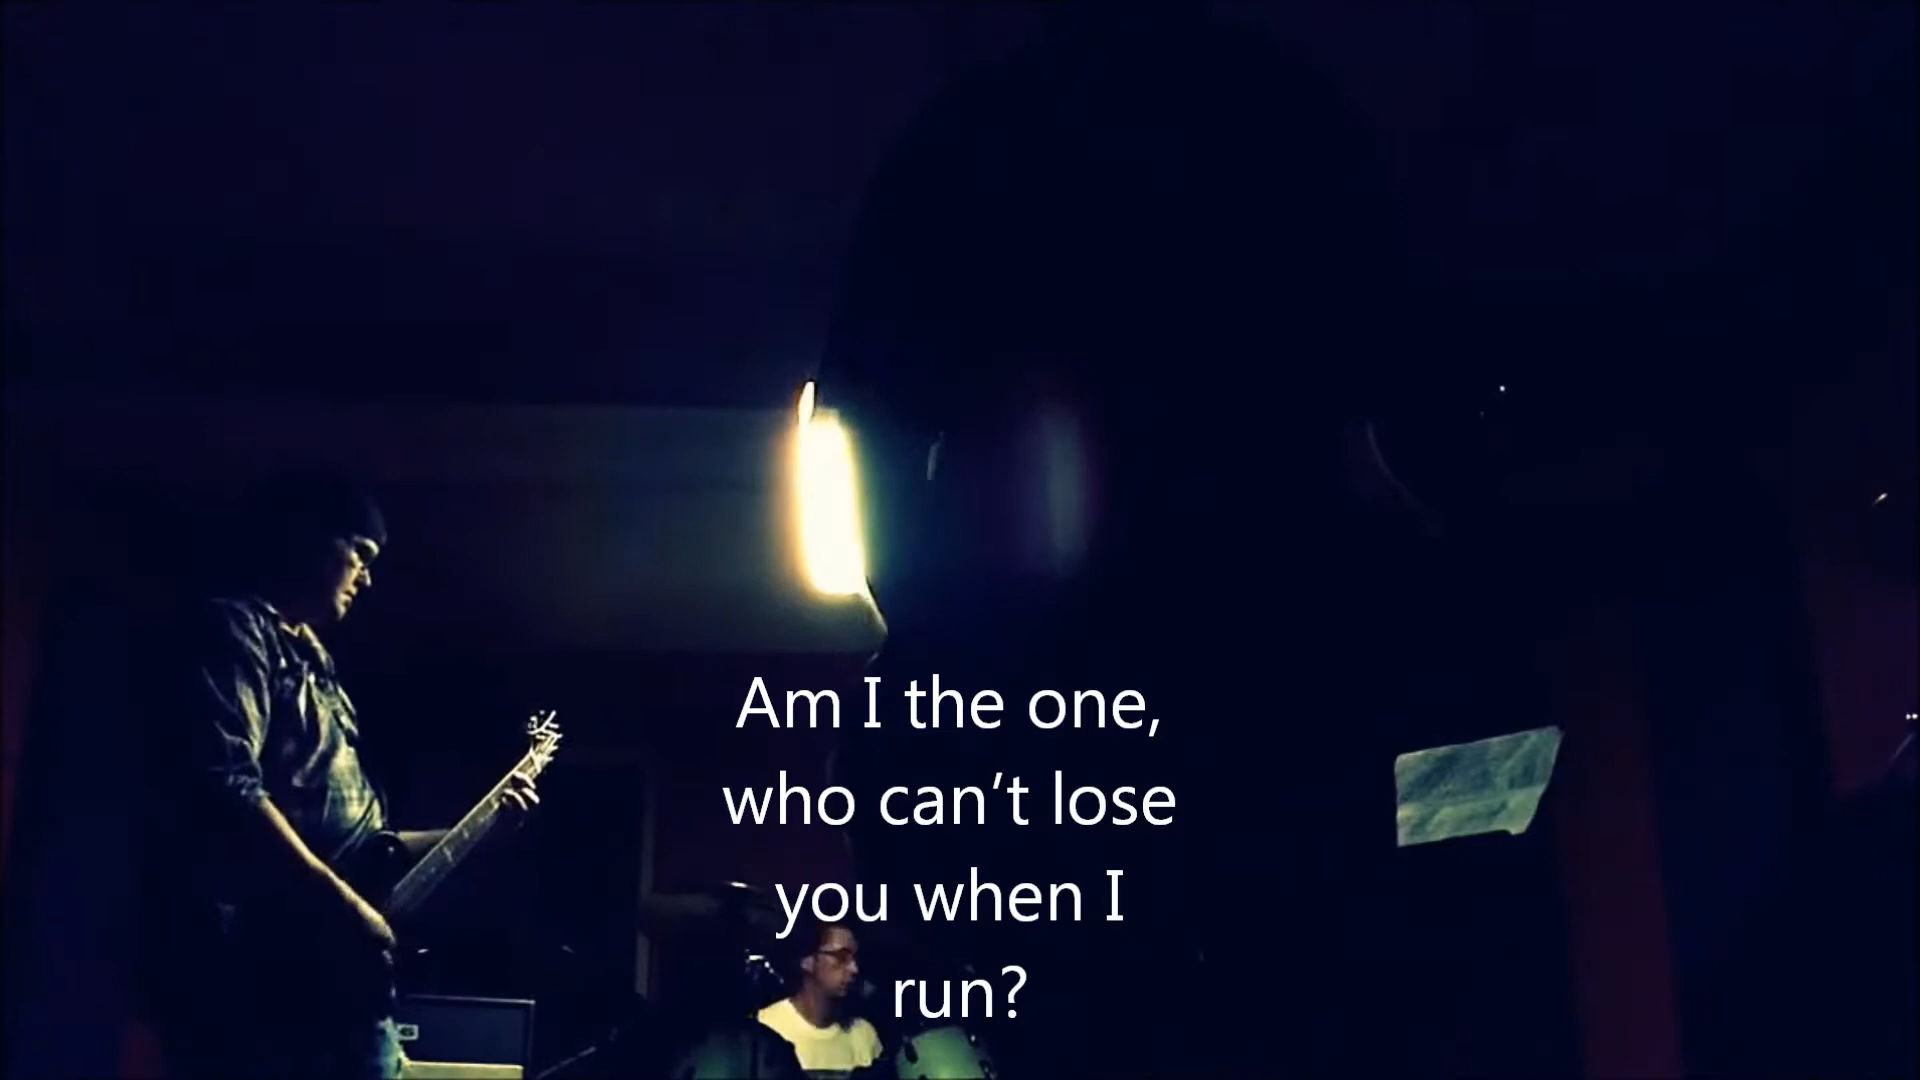 Am I the one,
who can’t lose
you when I
run?